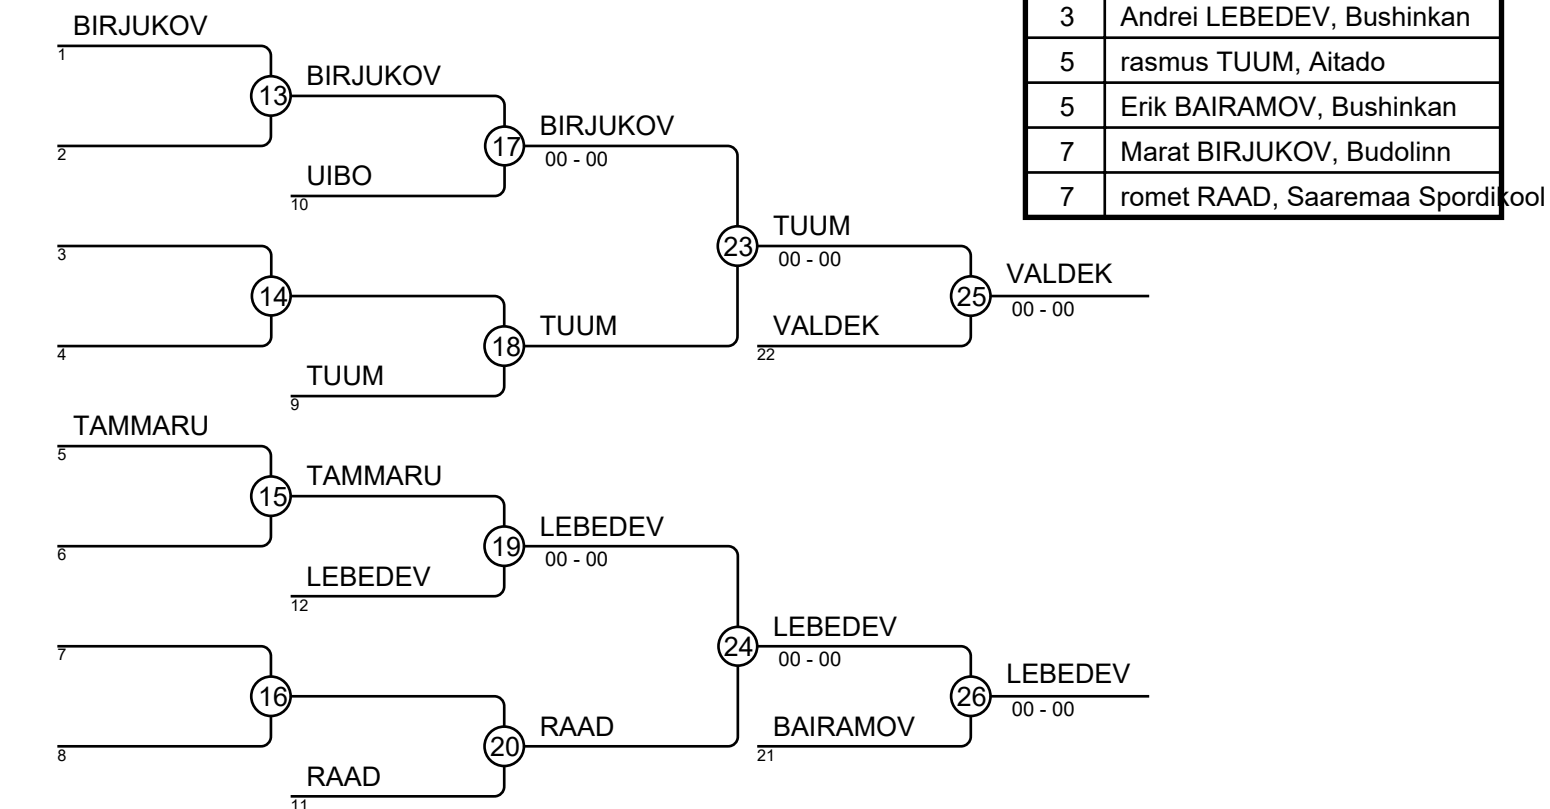 BIRJUKOV
1
13
BIRJUKOV
2
17
BIRJUKOV
00 - 00
UIBO
10
3
14
4
18
TUUM
TUUM
9
23
TUUM
00 - 00
VALDEK
22
25
VALDEK
00 - 00
TAMMARU
5
15
TAMMARU
6
19
LEBEDEV
00 - 00
LEBEDEV
12
7
16
8
20
RAAD
RAAD
11
24
LEBEDEV
00 - 00
BAIRAMOV
21
26
LEBEDEV
00 - 00
3 Andrei LEBEDEV, Bushinkan
5 rasmus TUUM, Aitado
5 Erik BAIRAMOV, Bushinkan
7 Marat BIRJUKOV, Budolinn
7 romet RAAD, Saaremaa Spordikool